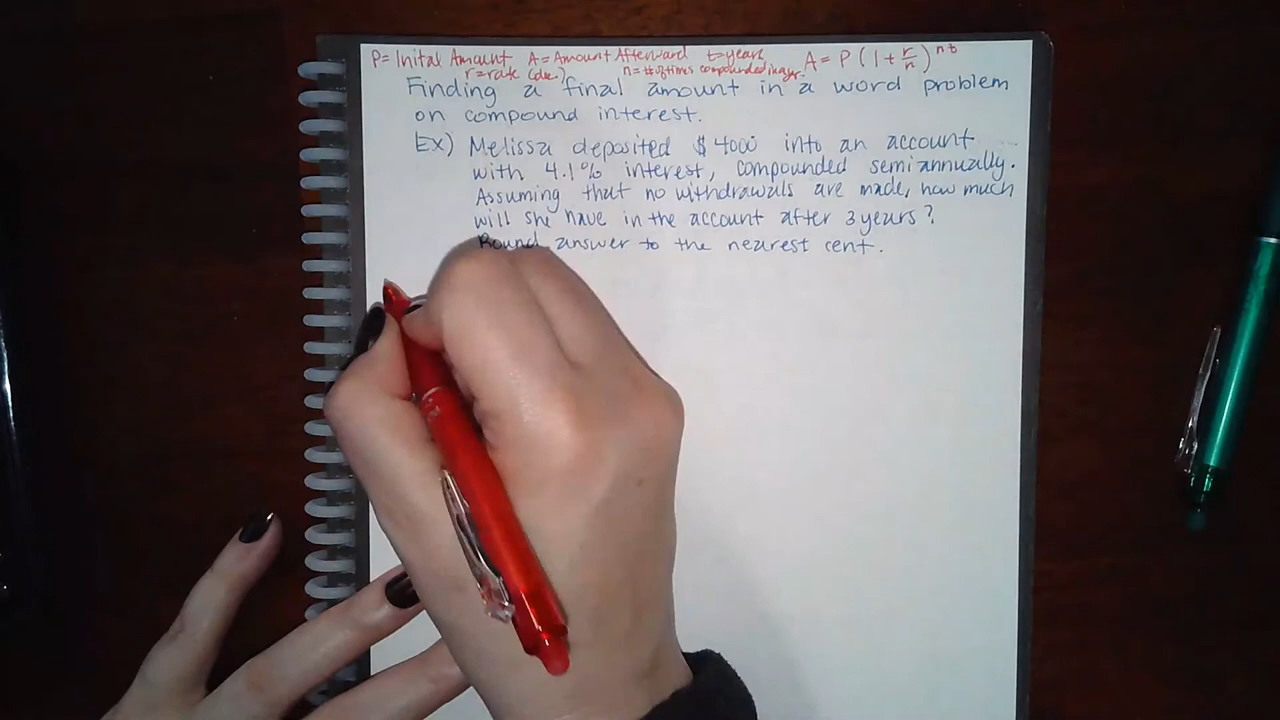 P= Inital Amount A= Amount Afterward t=years A = P (1 + r/n)^nt
r=rate (dec.) n=# of times compounded in a yr.
Finding a final amount in a word problem
on compound interest.
Ex) Melissa deposited $4000 into an account
with 4.1% interest, compounded semiannually.
Assuming that no withdrawals are made, how much
will she have in the account after 3 years?
Round answer to the nearest cent.